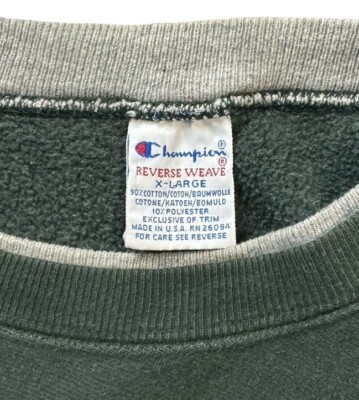 Champion®
REVERSE WEAVE®
X-LARGE
90% COTTON/COTON/BAUMWOLLE
COTONE/KATOEN/BOMULD
10% POLYESTER
EXCLUSIVE OF TRIM
MADE IN U.S.A. RN 26094
FOR CARE SEE REVERSE